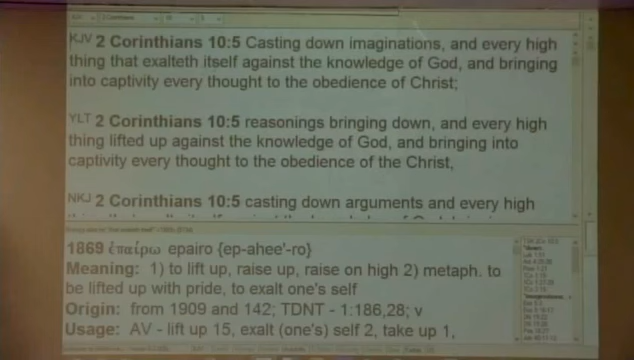 KJV 2 Corinthians 10:5 Casting down imaginations, and every high
thing that exalteth itself against the knowledge of God, and bringing
into captivity every thought to the obedience of Christ;
YLT 2 Corinthians 10:5 reasonings bringing down, and every high
thing lifted up against the knowledge of God, and bringing into
captivity every thought to the obedience of the Christ,
NKJ 2 Corinthians 10:5 casting down arguments and every high
1869 ἐπαίρω epairo {ep-ahee'-ro}
Meaning: 1) to lift up, raise up, raise on high 2) metaph. to
be lifted up with pride, to exalt one's self
Origin: from 1909 and 142; TDNT - 1:186,28; v
Usage: AV - lift up 15, exalt (one's) self 2, take up 1,